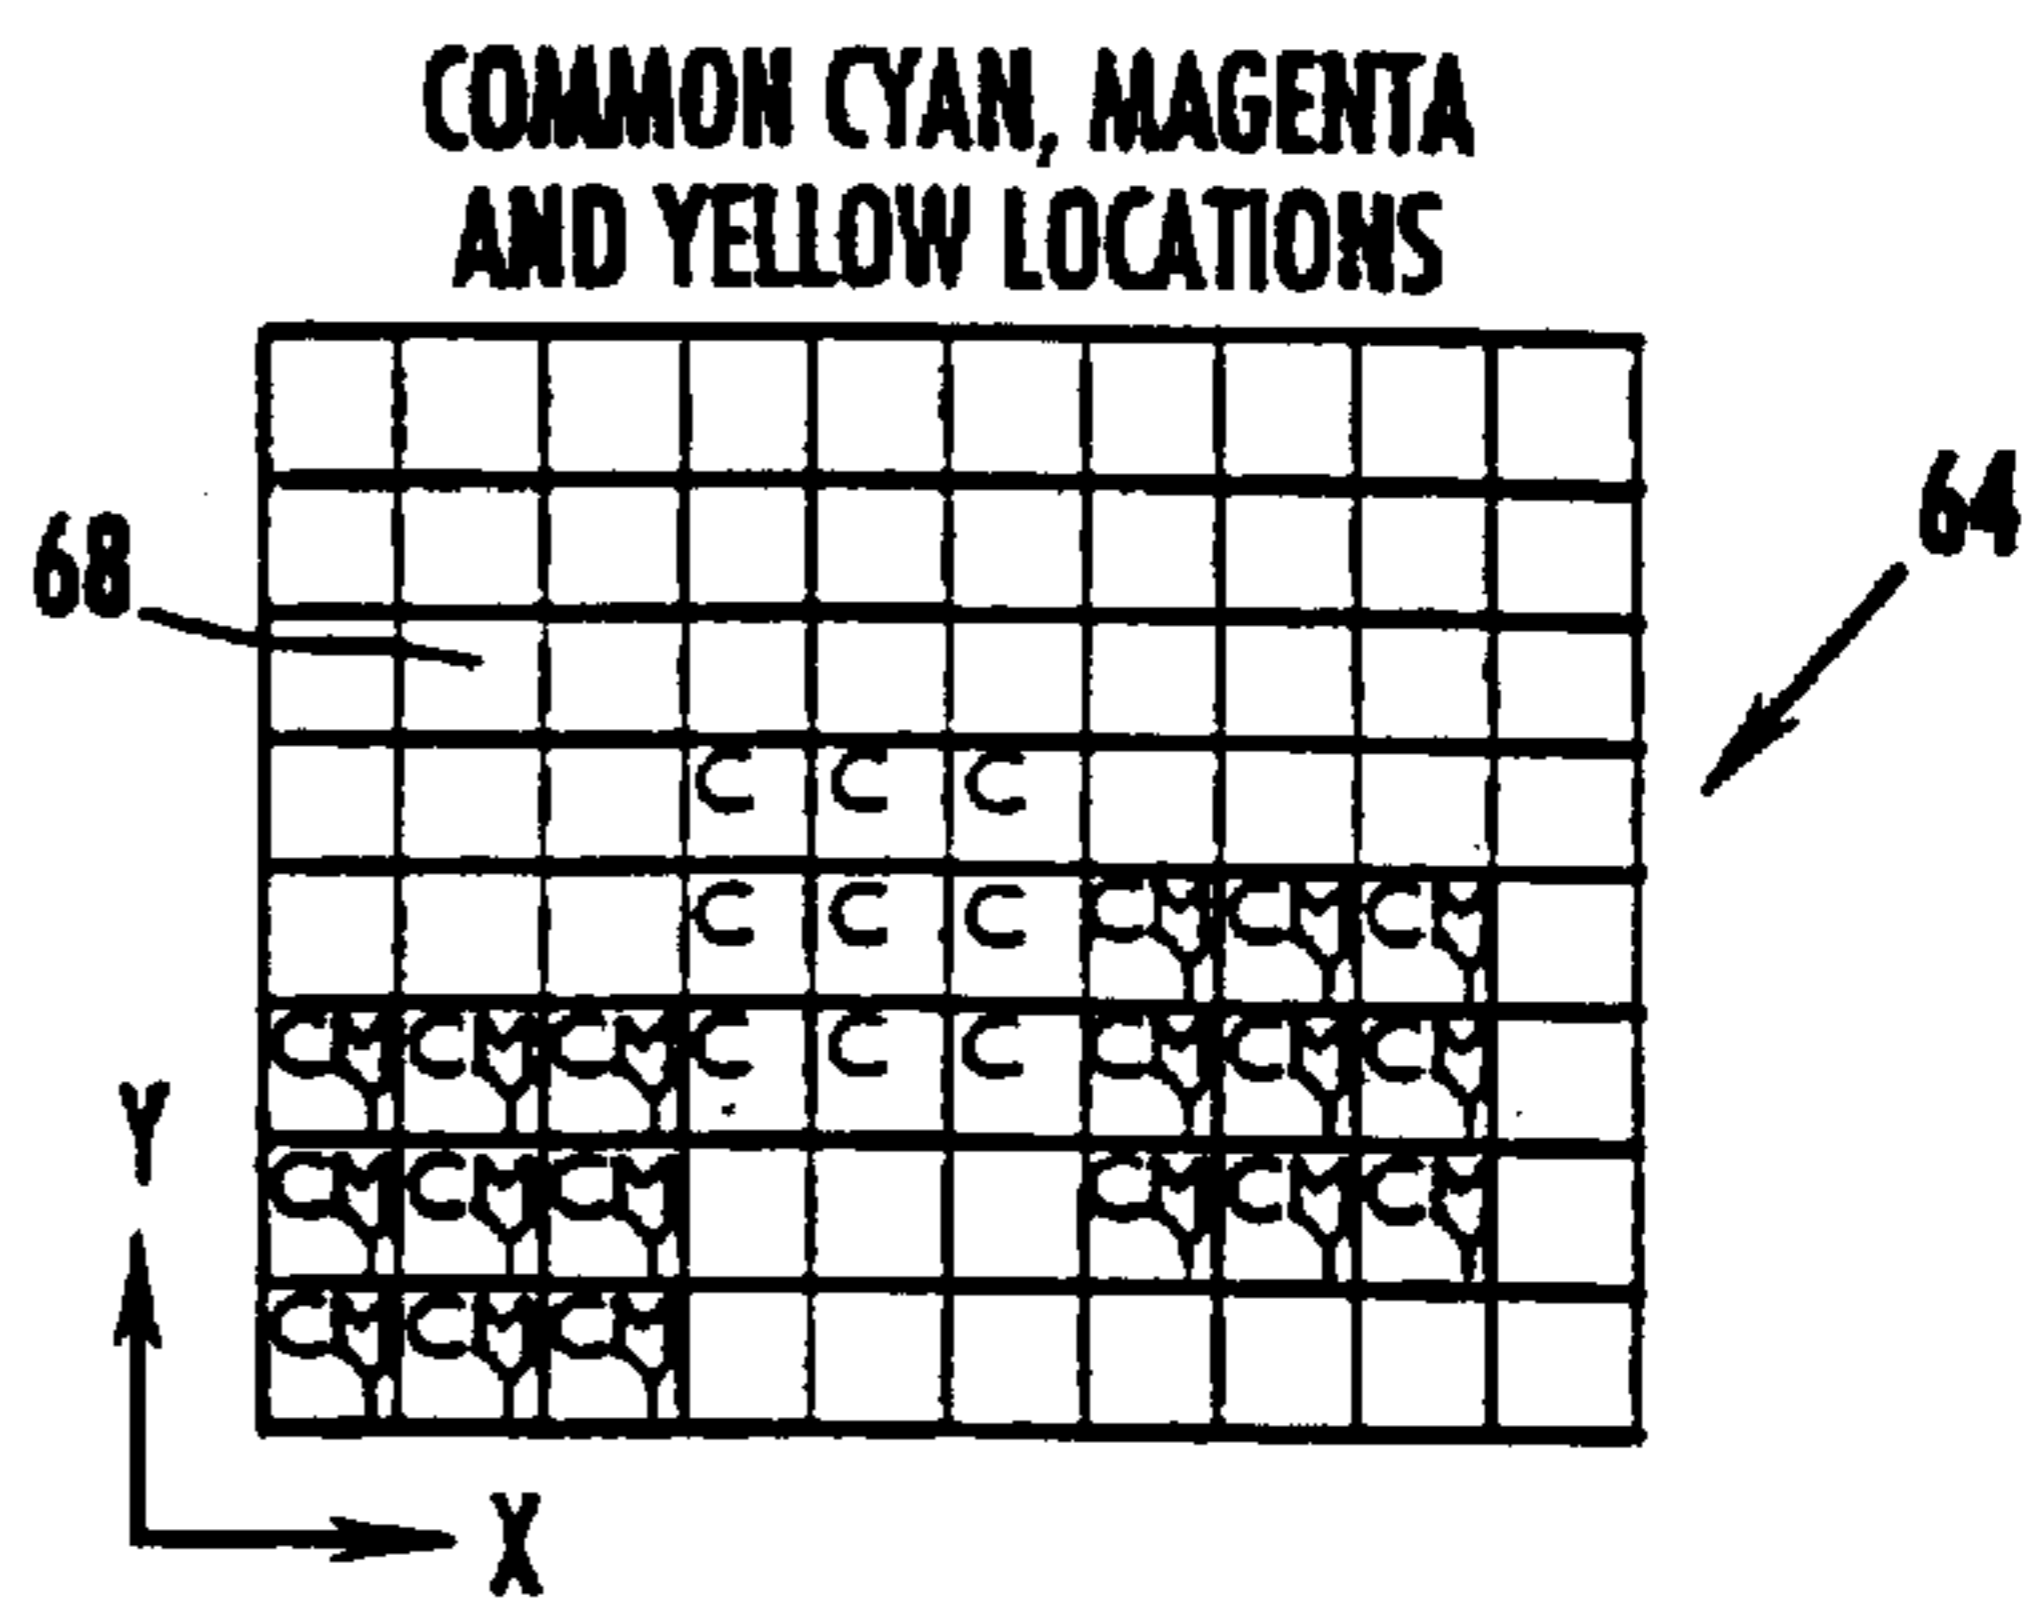 COMMON CYAN, MAGENTA
AND YELLOW LOCATIONS
64
68
C C C
C C C CMY CMY CMY
CMY CMY CMY C C C CMY CMY CMY
Y
CMY CMY CMY CMY CMY CMY
CMY CMY CMY
X